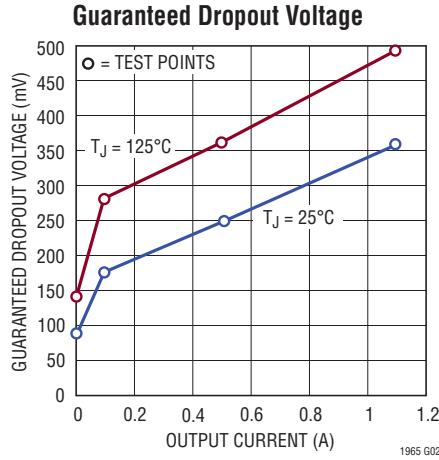 Guaranteed Dropout Voltage
500
450
400
350
300
250
200
150
100
50
0
GUARANTEED DROPOUT VOLTAGE (mV)
= TEST POINTS
TJ = 125°C
TJ = 25°C
0 0.2 0.4 0.6 0.8 1 1.2
OUTPUT CURRENT (A)
1965 G02